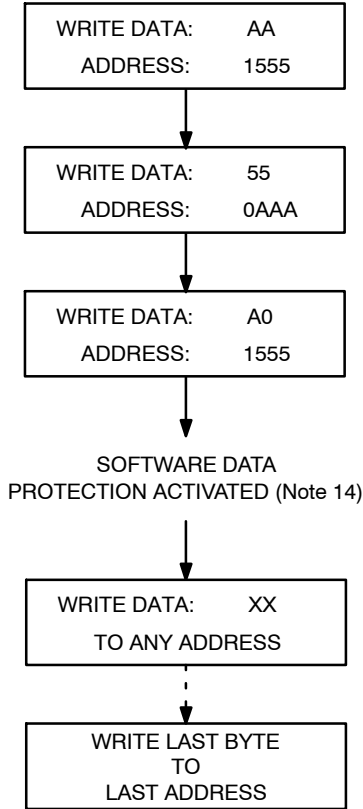 WRITE DATA: AA
ADDRESS: 1555
WRITE DATA: 55
ADDRESS: 0AAA
WRITE DATA: A0
ADDRESS: 1555
SOFTWARE DATA
PROTECTION ACTIVATED (Note 14)
WRITE DATA: XX
TO ANY ADDRESS
WRITE LAST BYTE
TO
LAST ADDRESS